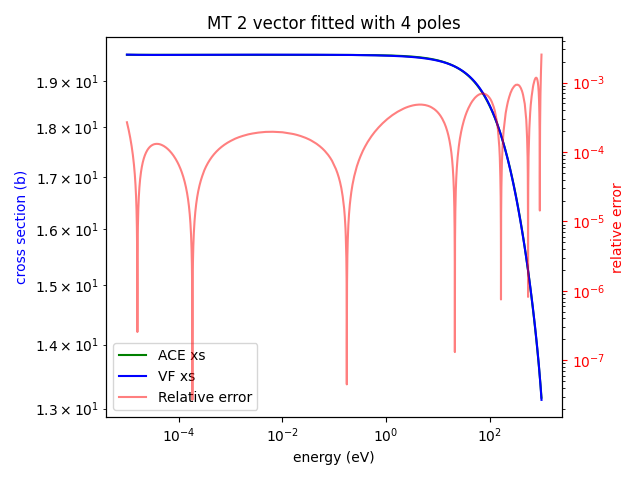 MT 2 vector fitted with 4 poles
1.9 × 10¹
1.8 × 10¹
1.7 × 10¹
1.6 × 10¹
1.5 × 10¹
1.4 × 10¹
1.3 × 10¹
cross section (b)
10⁻³
10⁻⁴
10⁻⁵
10⁻⁶
10⁻⁷
relative error
ACE xs
VF xs
Relative error
10⁻⁴ 10⁻² 10⁰ 10²
energy (eV)